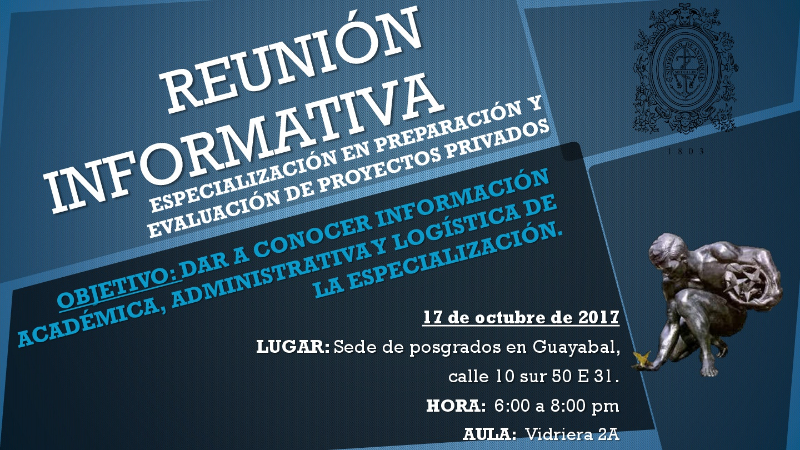 REUNIÓN
INFORMATIVA
ESPECIALIZACIÓN EN PREPARACIÓN Y
EVALUACIÓN DE PROYECTOS PRIVADOS
OBJETIVO: DAR A CONOCER INFORMACIÓN
ACADÉMICA, ADMINISTRATIVA Y LOGÍSTICA DE
LA ESPECIALIZACIÓN.
1803
17 de octubre de 2017
LUGAR: Sede de posgrados en Guayabal,
calle 10 sur 50 E 31.
HORA: 6:00 a 8:00 pm
AULA: Vidriera 2A